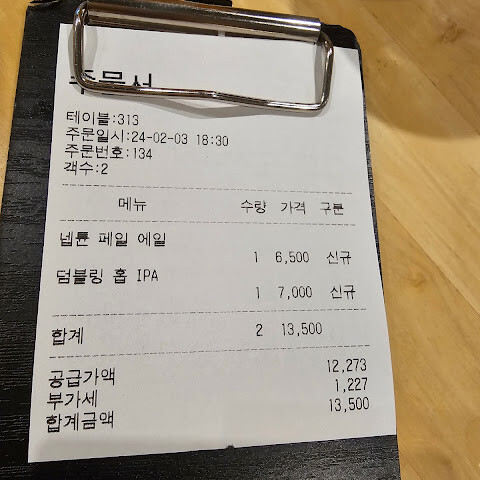 주문서
테이블:313
주문일시:24-02-03 18:30
주문번호:134
객수:2
메뉴 수량 가격 구분
넵튠 페일 에일
1 6,500 신규
덤블링 홉 IPA
1 7,000 신규
합계 2 13,500
공급가액 12,273
부가세 1,227
합계금액 13,500